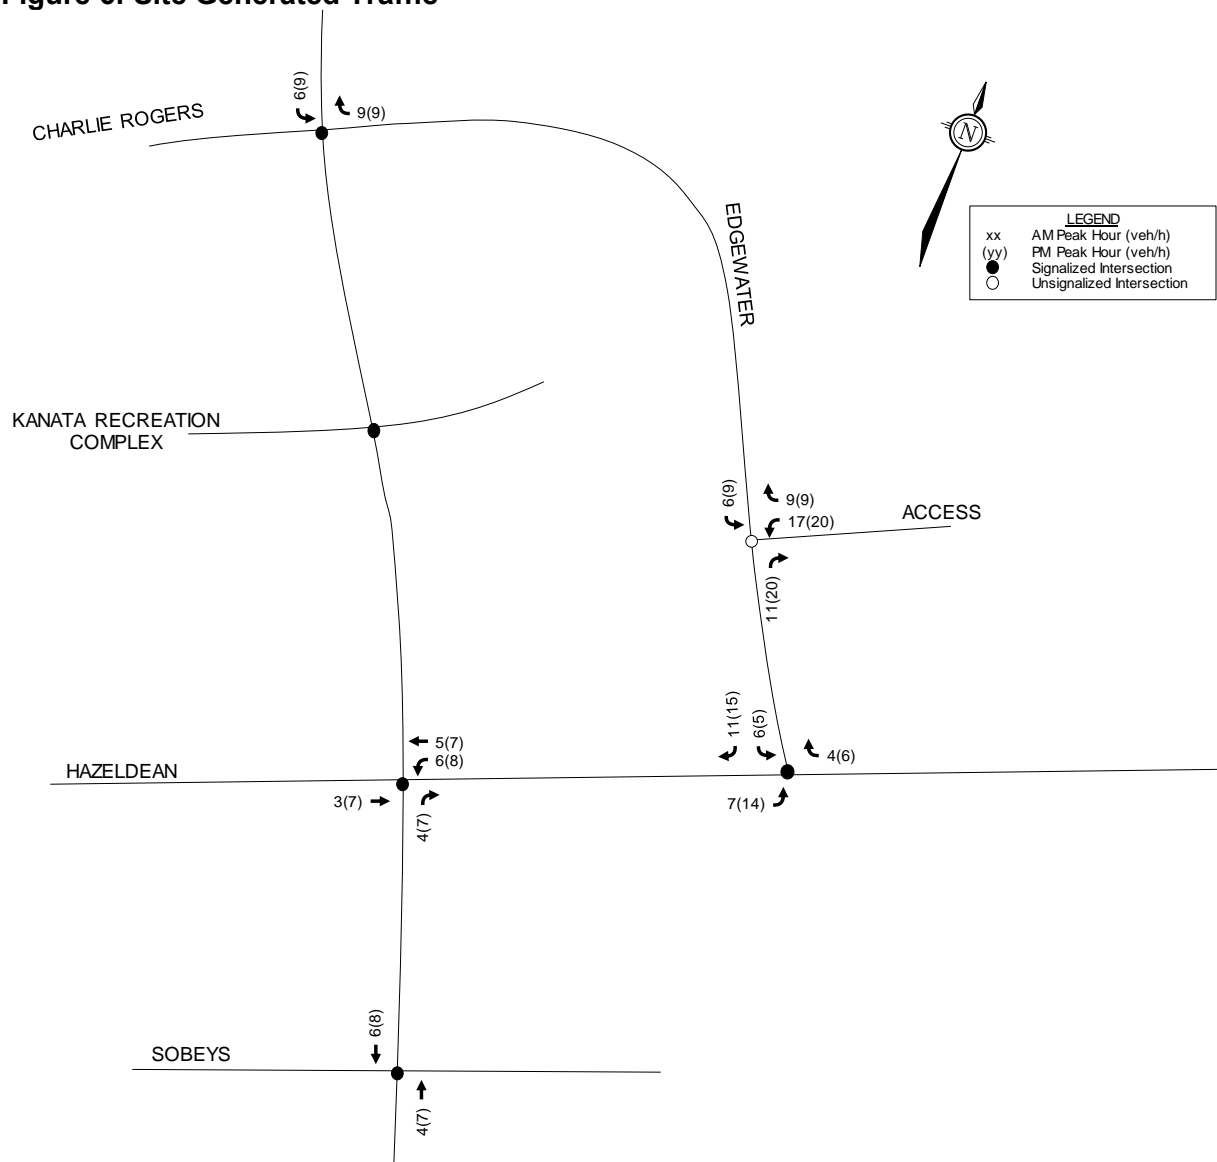 Figure Site Generated Traffic
9(9)
9(9)
CHARLIE ROGERS
N
EDGEWATER
LEGEND
xx AM Peak Hour (veh/h)
(yy) PM Peak Hour (veh/h)
Signalized Intersection
Unsignalized Intersection
KANATA RECREATION
COMPLEX
9(9)
9(9)
17(20)
ACCESS
11(20)
11(15)
6(5)
4(6)
5(7)
6(8)
HAZELDEAN
3(7)
4(7)
7(14)
6(8)
SOBEYS
4(7)